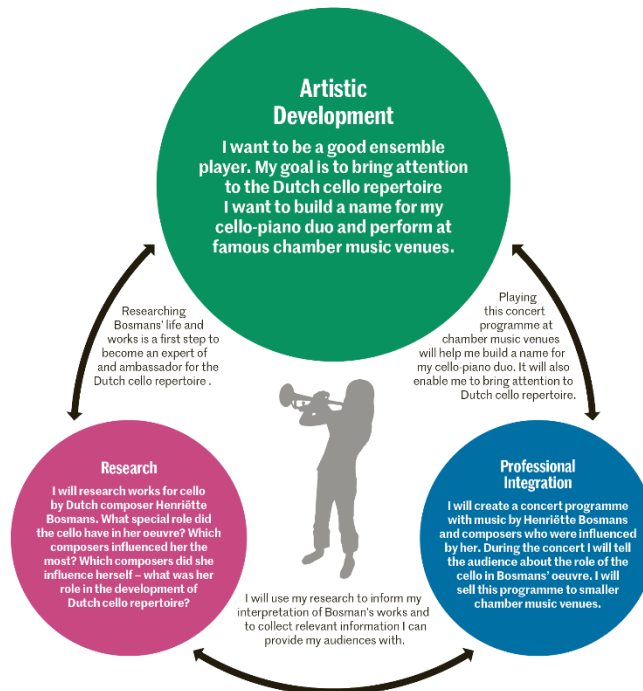 Artistic
Development
I want to be a good ensemble
player. My goal is to bring attention
to the Dutch cello repertoire
I want to build a name for my
cello-piano duo and perform at
famous chamber music venues.
Researching
Bosmans' life and
works is a first step to
become an expert of
and ambassador for the
Dutch cello repertoire .
Playing
this concert
programme at
chamber music venues
will help me build a name for
my cello-piano duo. It will also
enable me to bring attention to
Dutch cello repertoire.
Research
I will research works for cello
by Dutch composer Henriëtte
Bosmans. What special role did
the cello have in her oeuvre? Which
composers influenced her the
most? Which composers did she
influence herself – what was her
role in the development of
Dutch cello repertoire?
Professional
Integration
I will create a concert programme
with music by Henriëtte Bosmans
and composers who were influenced
by her. During the concert I will tell
the audience about the role of the
cello in Bosmans' oeuvre. I will
sell this programme to smaller
chamber music venues.
I will use my research to inform my
interpretation of Bosman's works and
to collect relevant information I can
provide my audiences with.